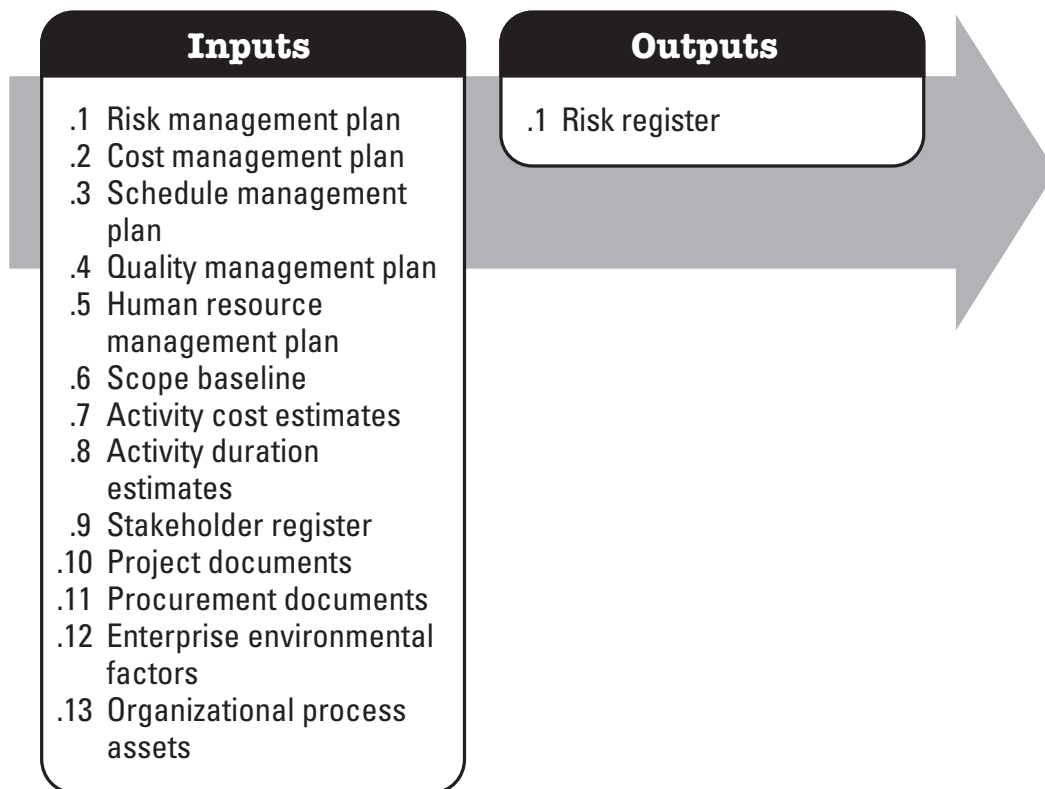 Inputs
.1 Risk management plan
.2 Cost management plan
.3 Schedule management
plan
.4 Quality management plan
.5 Human resource
management plan
.6 Scope baseline
.7 Activity cost estimates
.8 Activity duration
estimates
.9 Stakeholder register
.10 Project documents
.11 Procurement documents
.12 Enterprise environmental
factors
.13 Organizational process
assets
Outputs
.1 Risk register